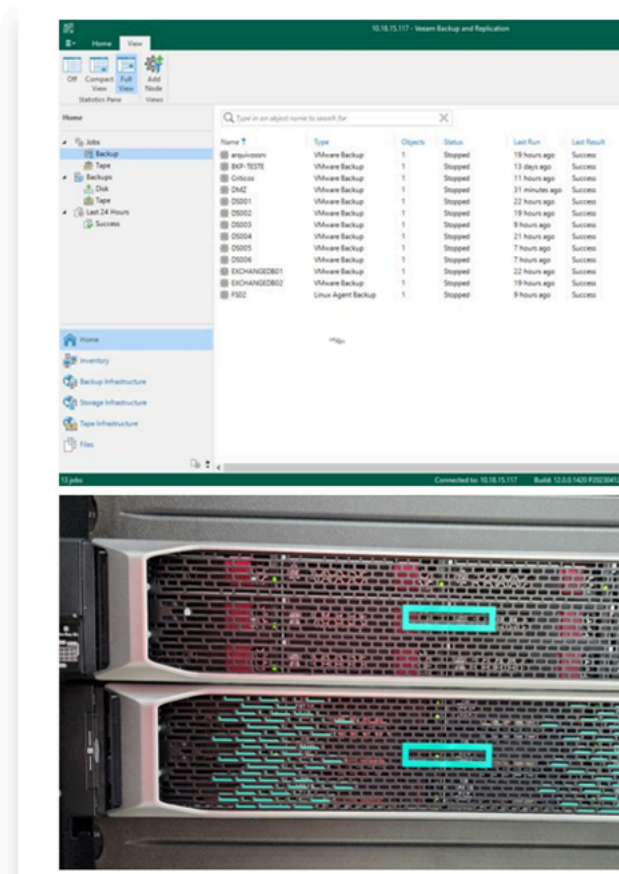 10.18.15.117 - Veeam Backup and Replication
Home View
Off Compact View Full View Add Node
Statistics Pane Views
Home
Type in an object name to search for
Jobs
Backup
Tape
Backups
Disk
Tape
Last 24 Hours
Success
Name Type Objects Status Last Run Last Result
arquivossni VMware Backup 1 Stopped 19 hours ago Success
BKP-TESTE VMware Backup 1 Stopped 13 days ago Success
Criticos VMware Backup 1 Stopped 11 hours ago Success
DMZ VMware Backup 1 Stopped 31 minutes ago Success
DS001 VMware Backup 1 Stopped 22 hours ago Success
DS002 VMware Backup 1 Stopped 19 hours ago Success
DS003 VMware Backup 1 Stopped 9 hours ago Success
DS004 VMware Backup 1 Stopped 21 hours ago Success
DS005 VMware Backup 1 Stopped 7 hours ago Success
DS006 VMware Backup 1 Stopped 7 hours ago Success
EXCHANGEDB01 VMware Backup 1 Stopped 22 hours ago Success
EXCHANGEDB02 VMware Backup 1 Stopped 19 hours ago Success
FS02 Linux Agent Backup 1 Stopped 9 hours ago Success
Home
Inventory
Backup Infrastructure
Storage Infrastructure
Tape Infrastructure
Files
13 jobs Connected to: 10.18.15.117 Build: 12.0.0.1420 P20230412